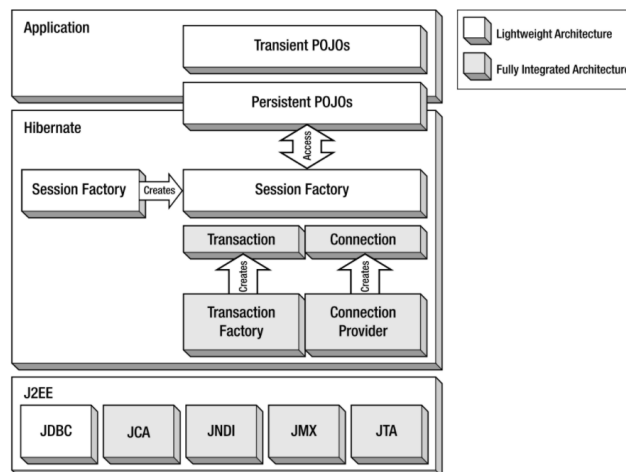 Application
Transient POJOs
Persistent POJOs
Lightweight Architecture
Fully Integrated Architecture
Hibernate
Access
Session Factory
Creates
Session Factory
Transaction
Connection
Creates
Creates
Transaction
Factory
Connection
Provider
J2EE
JDBC
JCA
JNDI
JMX
JTA